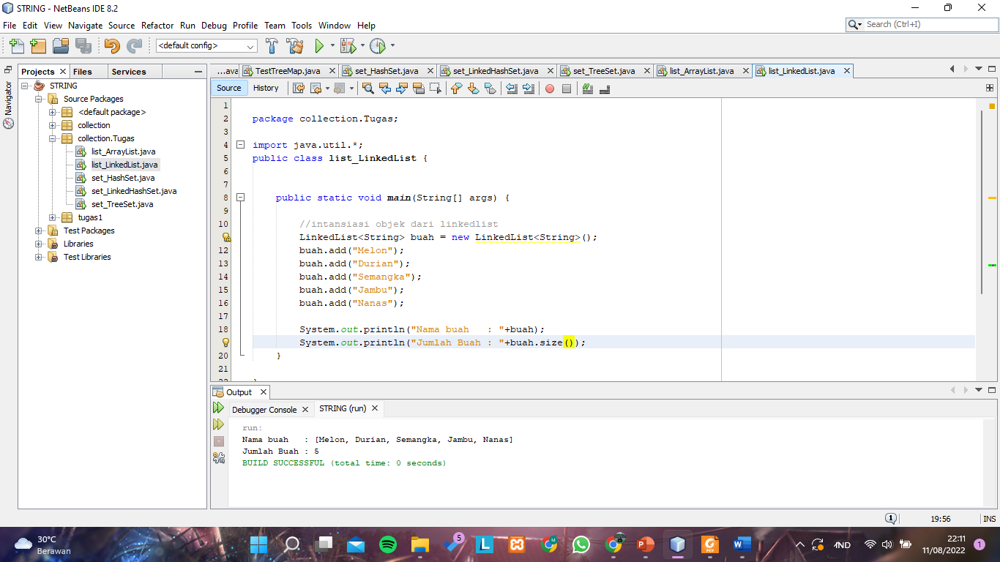 STRING - NetBeans IDE 8.2
File Edit View Navigate Source Refactor Run Debug Profile Team Tools Window Help
Search (Ctrl+I)
<default config>
Projects Files Services
Navigator
STRING
Source Packages
<default package>
collection
collection.Tugas
list_ArrayList.java
list_LinkedList.java
set_HashSet.java
set_LinkedHashSet.java
set_TreeSet.java
tugas1
Test Packages
Libraries
Test Libraries
...ava TestTreeMap.java set_HashSet.java set_LinkedHashSet.java set_TreeSet.java list_ArrayList.java list_LinkedList.java
Source History
1
2 package collection.Tugas;
3
4 import java.util.*;
5 public class list_LinkedList {
6
7
8 public static void main(String[] args) {
9
10 //intansiasi objek dari linkedlist
LinkedList<String> buah = new LinkedList<String>();
12 buah.add("Melon");
13 buah.add("Durian");
14 buah.add("Semangka");
15 buah.add("Jambu");
16 buah.add("Nanas");
17
18 System.out.println("Nama buah   : "+buah);
System.out.println("Jumlah Buah : "+buah.size());
20 }
21
Output
Debugger Console STRING (run)
run:
Nama buah   : [Melon, Durian, Semangka, Jambu, Nanas]
Jumlah Buah : 5
BUILD SUCCESSFUL (total time: 0 seconds)
1 19:56 INS
30°C
Berawan
5
L
M
P
PDF
W
IND
22:11
11/08/2022
1